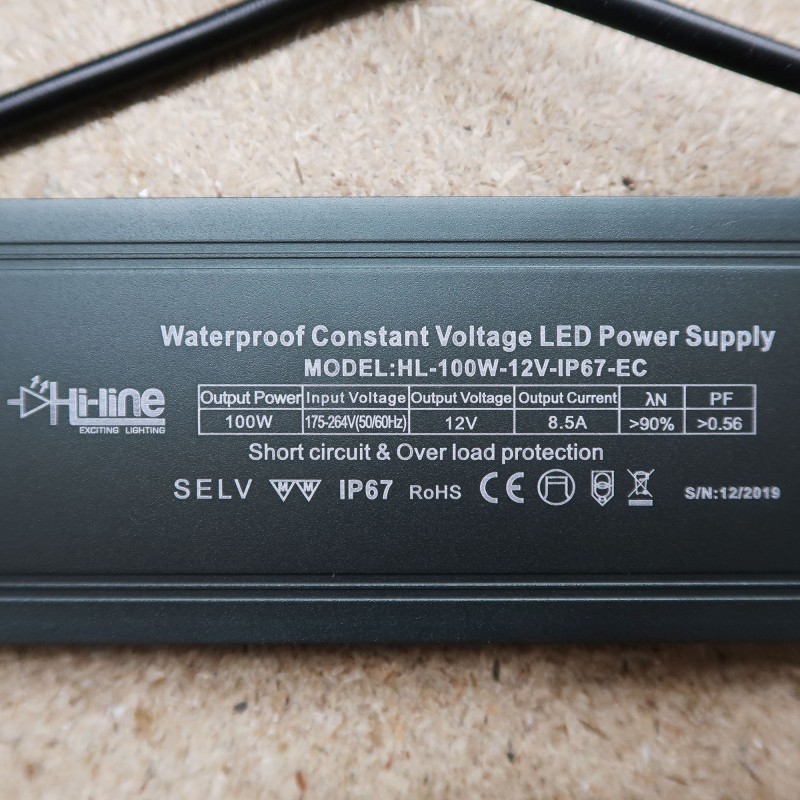 Waterproof Constant Voltage LED Power Supply
MODEL:HL-100W-12V-IP67-EC
Hi-line
EXCITING LIGHTING
Output Power Input Voltage Output Voltage Output Current λN PF
100W 175-264V(50/60Hz) 12V 8.5A >90% >0.56
Short circuit & Over load protection
SELV MM IP67 RoHS CE S/N:12/2019